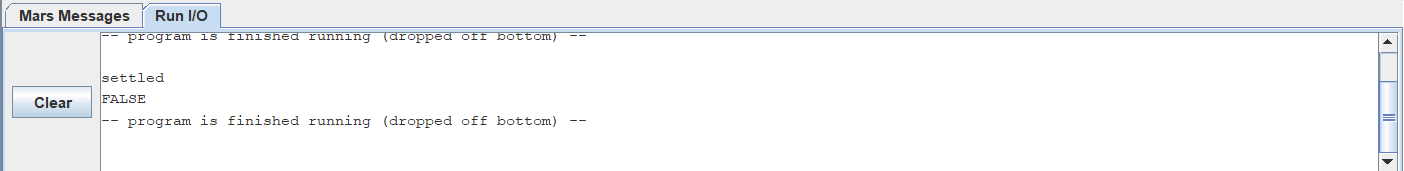 Mars Messages Run I/O
-- program is finished running (dropped off bottom) --
settled
Clear
FALSE
-- program is finished running (dropped off bottom) --